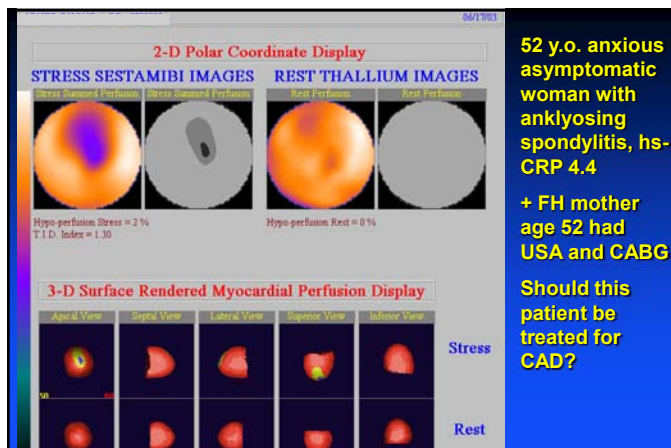 06/17/03
2-D Polar Coordinate Display
STRESS SESTAMIBI IMAGES REST THALLIUM IMAGES
Stress Summed Perfusion Stress Summed Perfusion Rest Perfusion Rest Perfusion
Hypo-perfusion Stress = 2 % Hypo-perfusion Rest = 0 %
T.I.D. Index = 1.30
3-D Surface Rendered Myocardial Perfusion Display
Apical View Septal View Lateral View Superior View Inferior View
Stress
50 60
Rest
52 y.o. anxious
asymptomatic
woman with
anklyosing
spondylitis, hs-
CRP 4.4
+ FH mother
age 52 had
USA and CABG
Should this
patient be
treated for
CAD?